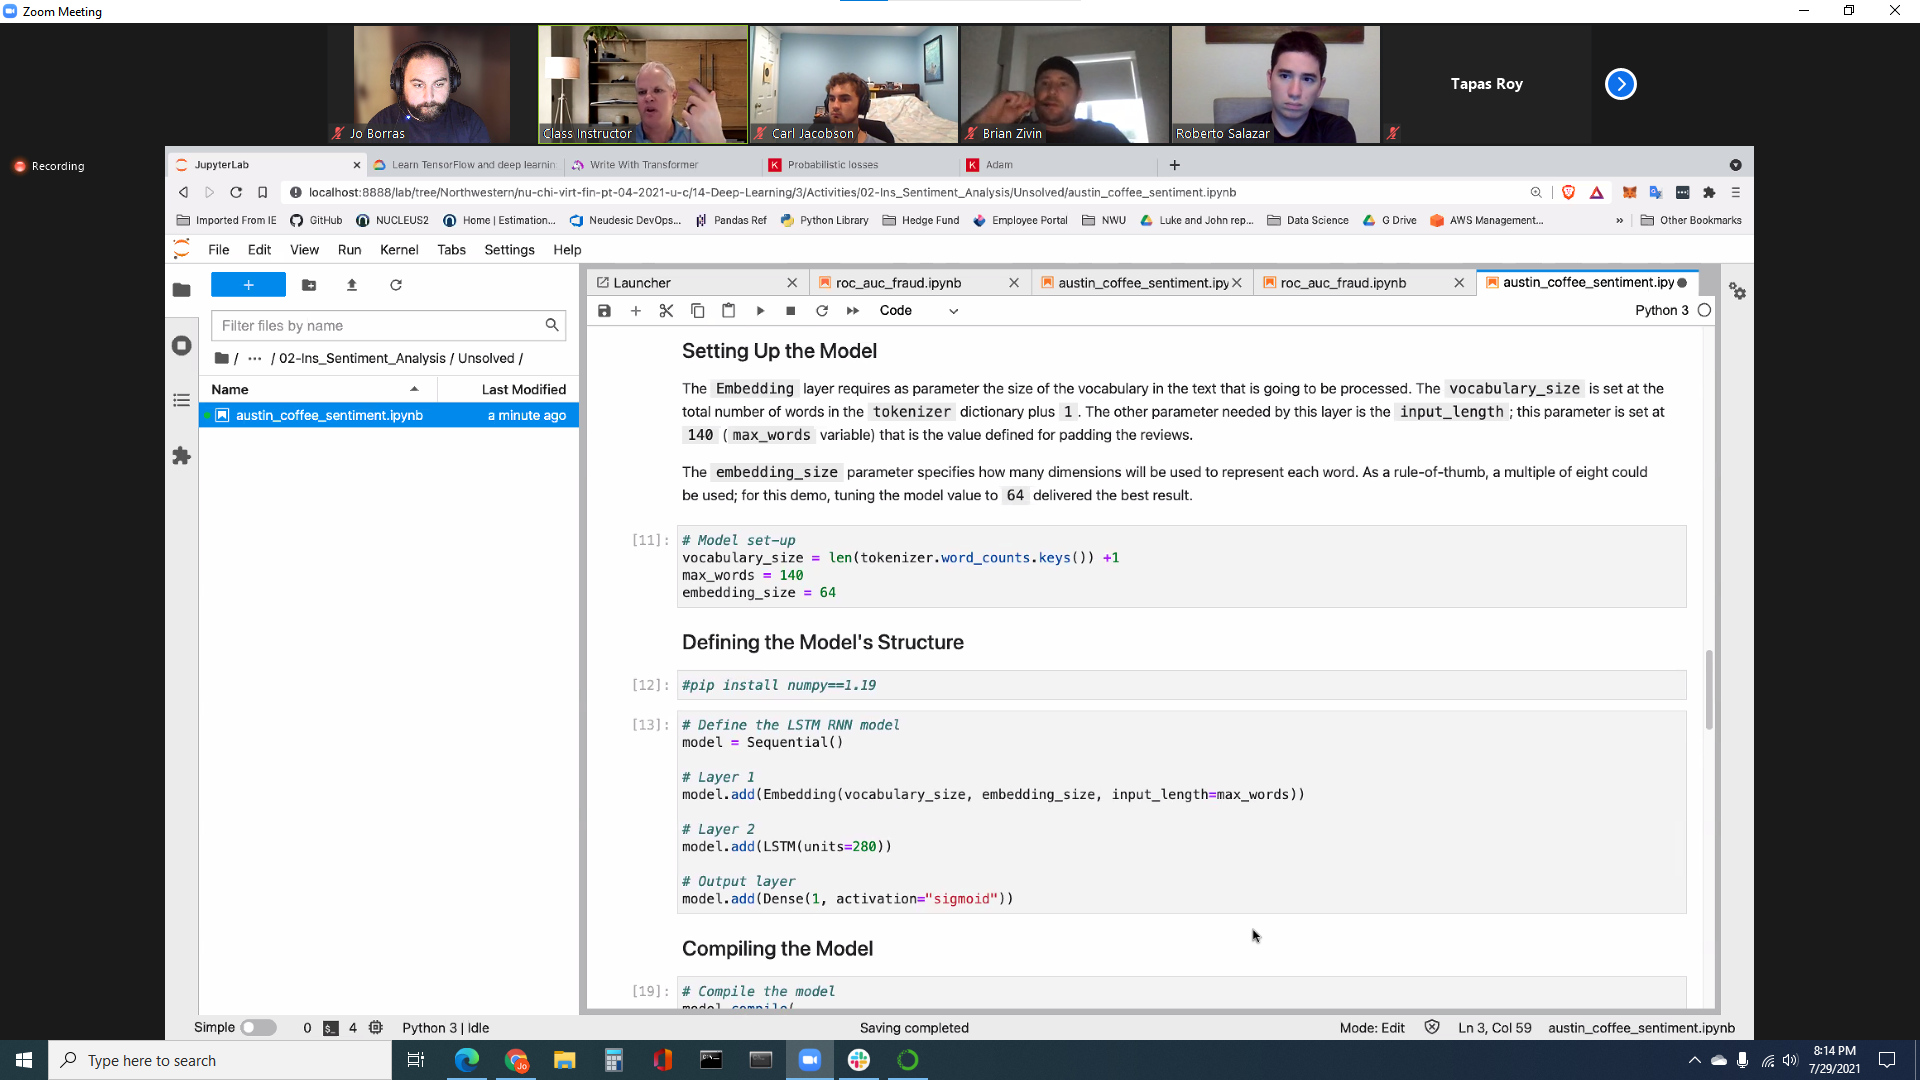 Zoom Meeting
Jo Borras
Class Instructor
Carl Jacobson
Brian Zivin
Roberto Salazar
Tapas Roy
Recording
JupyterLab
Learn TensorFlow and deep learnin
Write With Transformer
K Probabilistic losses
K Adam
localhost:8888/lab/tree/Northwestern/nu-chi-virt-fin-pt-04-2021-u-c/14-Deep-Learning/3/Activities/02-Ins_Sentiment_Analysis/Unsolved/austin_coffee_sentiment.ipynb
Imported From IE
GitHub
NUCLEUS2
Home | Estimation...
Neudesic DevOps...
Pandas Ref
Python Library
Hedge Fund
Employee Portal
NWU
Luke and John rep...
Data Science
G Drive
AWS Management...
»
Other Bookmarks
File Edit View Run Kernel Tabs Settings Help
Launcher
roc_auc_fraud.ipynb
austin_coffee_sentiment.ipy
roc_auc_fraud.ipynb
austin_coffee_sentiment.ipy
Filter files by name
Code
Python 3
/ ··· / 02-Ins_Sentiment_Analysis / Unsolved /
Name
Last Modified
austin_coffee_sentiment.ipynb
a minute ago
Setting Up the Model
The Embedding layer requires as parameter the size of the vocabulary in the text that is going to be processed. The vocabulary_size is set at the
total number of words in the tokenizer dictionary plus 1 . The other parameter needed by this layer is the input_length ; this parameter is set at
140 ( max_words variable) that is the value defined for padding the reviews.
The embedding_size parameter specifies how many dimensions will be used to represent each word. As a rule-of-thumb, a multiple of eight could
be used; for this demo, tuning the model value to 64 delivered the best result.
[11]: # Model set-up
vocabulary_size = len(tokenizer.word_counts.keys()) +1
max_words = 140
embedding_size = 64
Defining the Model's Structure
[12]: #pip install numpy==1.19
[13]: # Define the LSTM RNN model
model = Sequential()
# Layer 1
model.add(Embedding(vocabulary_size, embedding_size, input_length=max_words))
# Layer 2
model.add(LSTM(units=280))
# Output layer
model.add(Dense(1, activation="sigmoid"))
Compiling the Model
[19]: # Compile the model
model.compile(
Simple
0
$_
4
Python 3 | Idle
Saving completed
Mode: Edit
Ln 3, Col 59
austin_coffee_sentiment.ipynb
Type here to search
8:14 PM
7/29/2021